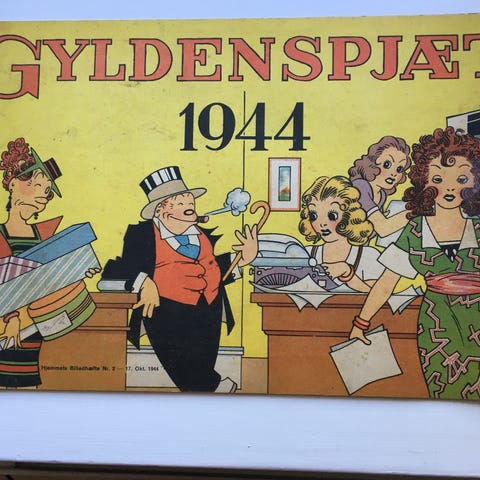 GYLDENSPJÆT
1944
Hjemmets Billedhæfte Nr. 2 — 17. Okt. 1944